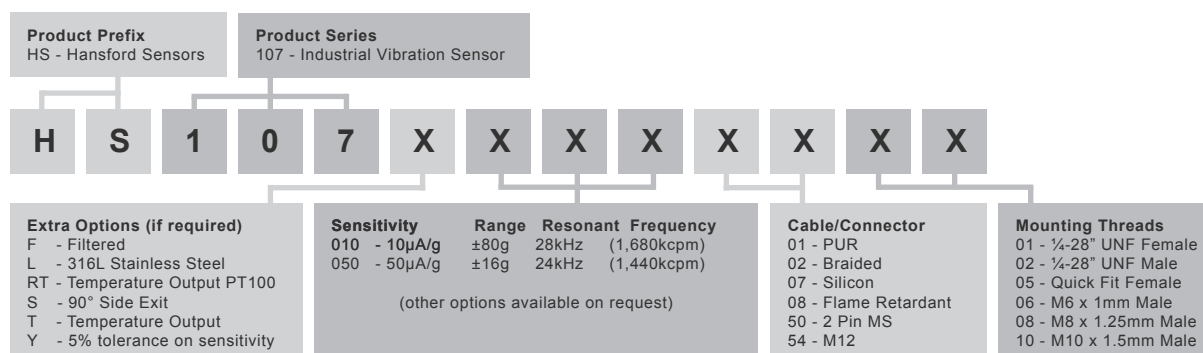 Product Prefix
HS - Hansford Sensors
Product Series
107 - Industrial Vibration Sensor
H S 1 0 7 X X X X X X X X
Extra Options (if required)
F - Filtered
L - 316L Stainless Steel
RT - Temperature Output PT100
S - 90° Side Exit
T - Temperature Output
Y - 5% tolerance on sensitivity
Sensitivity Range Resonant Frequency
010 - 10µA/g ±80g 28kHz (1,680kcpm)
050 - 50µA/g ±16g 24kHz (1,440kcpm)
(other options available on request)
Cable/Connector
01 - PUR
02 - Braided
07 - Silicon
08 - Flame Retardant
50 - 2 Pin MS
54 - M12
Mounting Threads
01 - ¼-28” UNF Female
02 - ¼-28” UNF Male
05 - Quick Fit Female
06 - M6 x 1mm Male
08 - M8 x 1.25mm Male
10 - M10 x 1.5mm Male